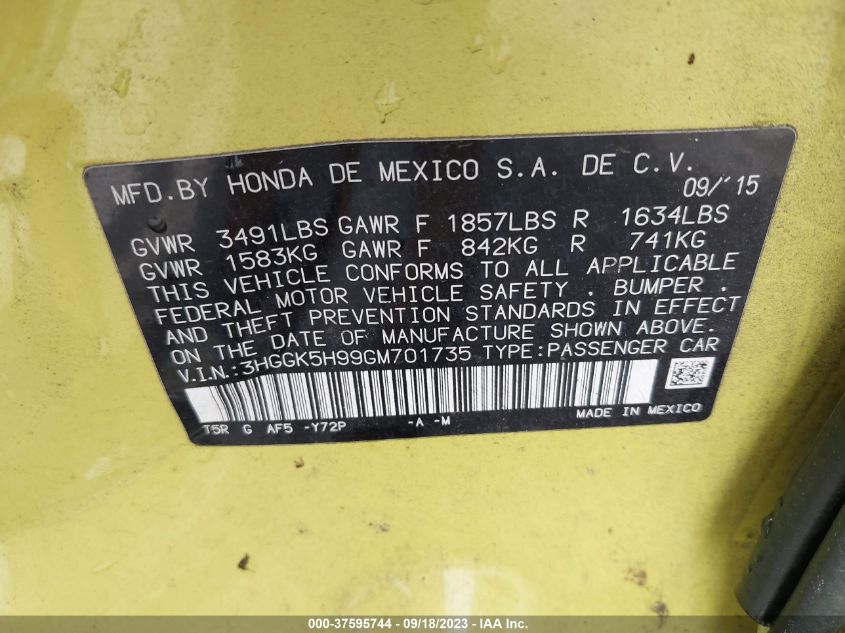 MFD.BY HONDA DE MEXICO S.A. DE C.V.
09/'15
GVWR 3491LBS GAWR F 1857LBS R 1634LBS
GVWR 1583KG GAWR F 842KG R 741KG
THIS VEHICLE CONFORMS TO ALL APPLICABLE
FEDERAL MOTOR VEHICLE SAFETY . BUMPER .
AND THEFT PREVENTION STANDARDS IN EFFECT
ON THE DATE OF MANUFACTURE SHOWN ABOVE.
V.I.N.:3HGGK5H99GM701735 TYPE:PASSENGER CAR
T5R G AF5 -Y72P -A -M
MADE IN MEXICO
000-37595744 - 09/18/2023 - IAA Inc.